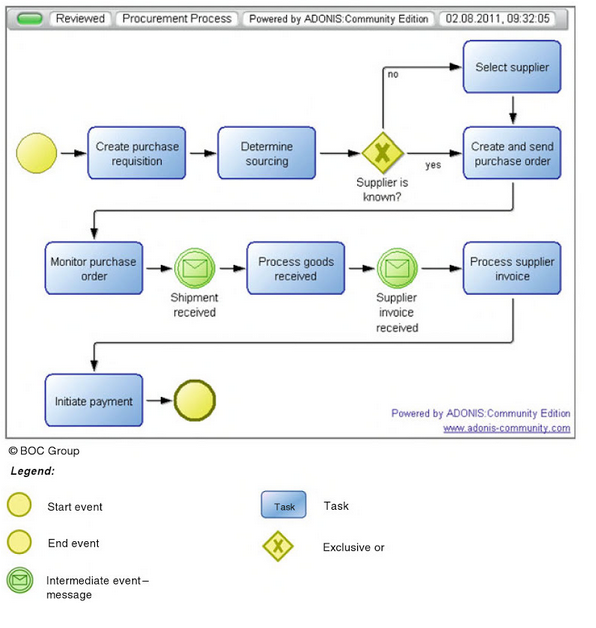 Reviewed Procurement Process Powered by ADONIS:Community Edition 02.08.2011, 09:32:05
no
Select supplier
Create purchase
requisition
Determine
sourcing
yes
Create and send
purchase order
Supplier is
known?
Monitor purchase
order
Shipment
received
Process goods
received
Supplier
invoice
received
Process supplier
invoice
Initiate payment
Powered by ADONIS:Community Edition
www.adonis-community.com
© BOC Group
Legend:
Start event
Task
Task
End event
Exclusive or
Intermediate event–
message